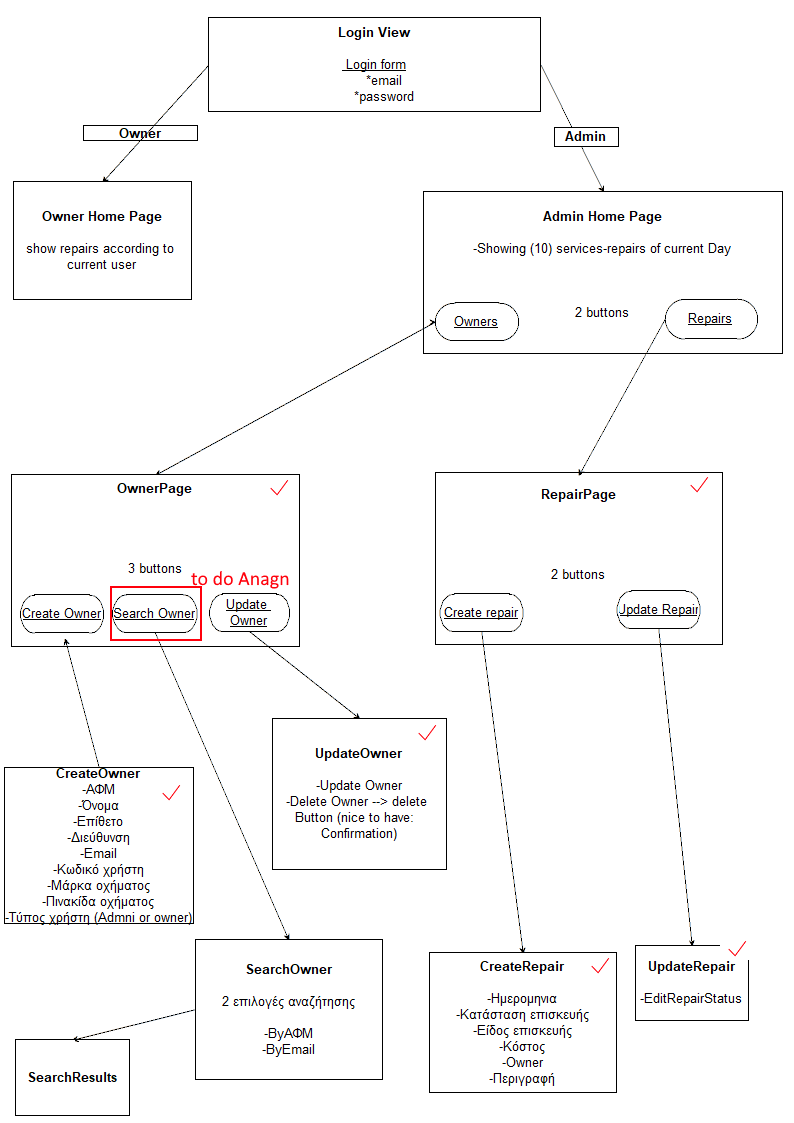 Login View
Login form
*email
*password
Owner
Admin
Owner Home Page
show repairs according to
current user
Admin Home Page
-Showing (10) services-repairs of current Day
2 buttons
Owners
Repairs
OwnerPage
3 buttons
to do Anagn
Create Owner
Search Owner
Update
Owner
RepairPage
2 buttons
Create repair
Update Repair
UpdateOwner
-Update Owner
-Delete Owner --> delete
Button (nice to have:
Confirmation)
CreateOwner
-ΑΦΜ
-Όνομα
-Επίθετο
-Διεύθυνση
-Email
-Κωδικό χρήστη
-Μάρκα οχήματος
-Πινακίδα οχήματος
-Τύπος χρήστη (Admni or owner)
SearchOwner
2 επιλογές αναζήτησης
-ByΑΦΜ
-ByEmail
SearchResults
CreateRepair
-Ημερομηνια
-Κατάσταση επισκευής
-Είδος επισκευής
-Κόστος
-Owner
-Περιγραφή
UpdateRepair
-EditRepairStatus